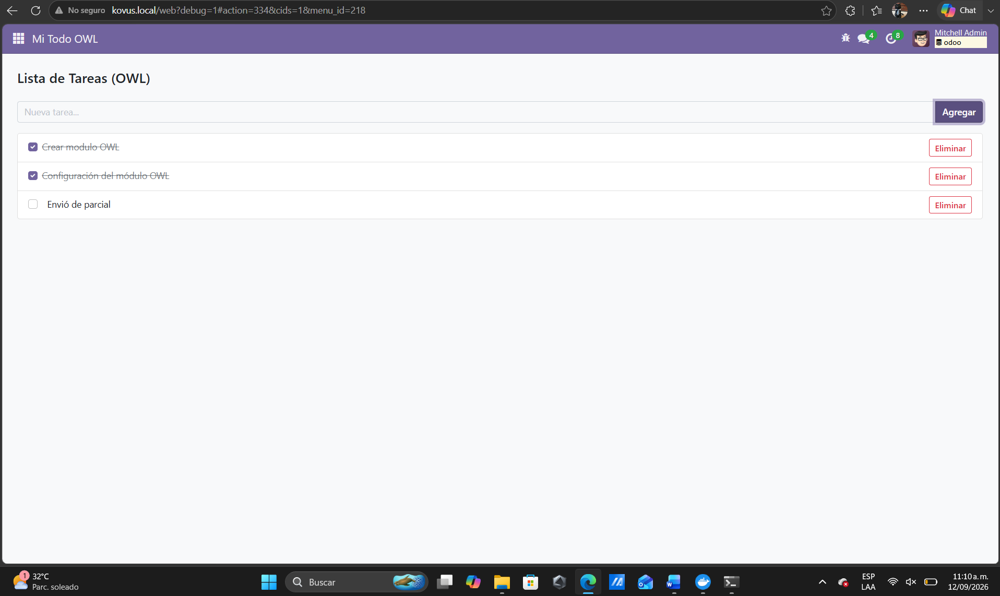 No seguro kovus.local/web?debug=1#action=334&cids=1&menu_id=218
Chat
Mi Todo OWL
4
8
Mitchell Admin
odoo
Lista de Tareas (OWL)
Nueva tarea...
Agregar
Crear modulo OWL
Eliminar
Configuración del módulo OWL
Eliminar
Envió de parcial
Eliminar
1
32°C
Parc. soleado
Buscar
ESP
LAA
11:10 a. m.
12/09/2026